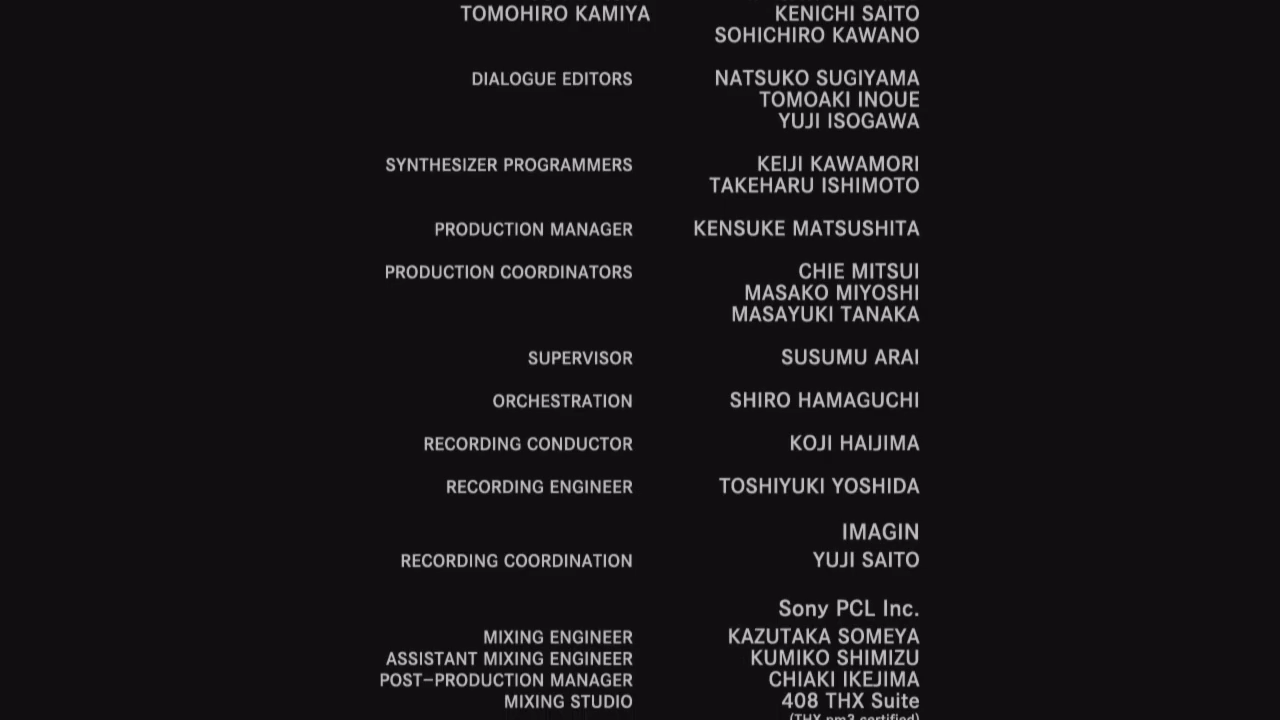 TOMOHIRO KAMIYA KENICHI SAITO
SOHICHIRO KAWANO
DIALOGUE EDITORS NATSUKO SUGIYAMA
TOMOAKI INOUE
YUJI ISOGAWA
SYNTHESIZER PROGRAMMERS KEIJI KAWAMORI
TAKEHARU ISHIMOTO
PRODUCTION MANAGER KENSUKE MATSUSHITA
PRODUCTION COORDINATORS CHIE MITSUI
MASAKO MIYOSHI
MASAYUKI TANAKA
SUPERVISOR SUSUMU ARAI
ORCHESTRATION SHIRO HAMAGUCHI
RECORDING CONDUCTOR KOJI HAIJIMA
RECORDING ENGINEER TOSHIYUKI YOSHIDA
IMAGIN
RECORDING COORDINATION YUJI SAITO
Sony PCL Inc.
MIXING ENGINEER KAZUTAKA SOMEYA
ASSISTANT MIXING ENGINEER KUMIKO SHIMIZU
POST-PRODUCTION MANAGER CHIAKI IKEJIMA
MIXING STUDIO 408 THX Suite
(THX pm3 certified)